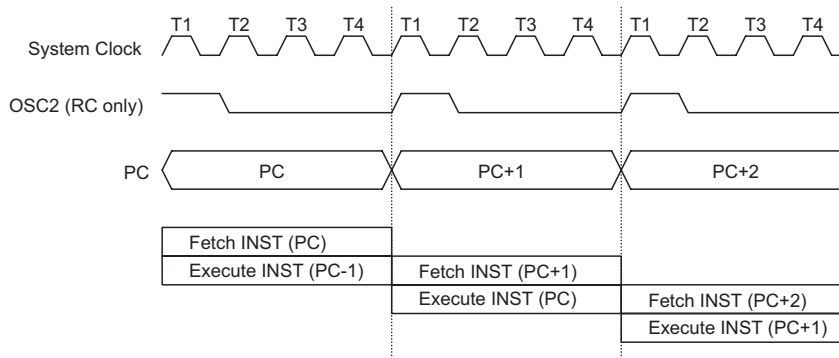 T1 T2 T3 T4 T1 T2 T3 T4 T1 T2 T3 T4
System Clock
OSC2 (RC only)
PC PC PC+1 PC+2
Fetch INST (PC)
Execute INST (PC-1) Fetch INST (PC+1)
Execute INST (PC) Fetch INST (PC+2)
Execute INST (PC+1)